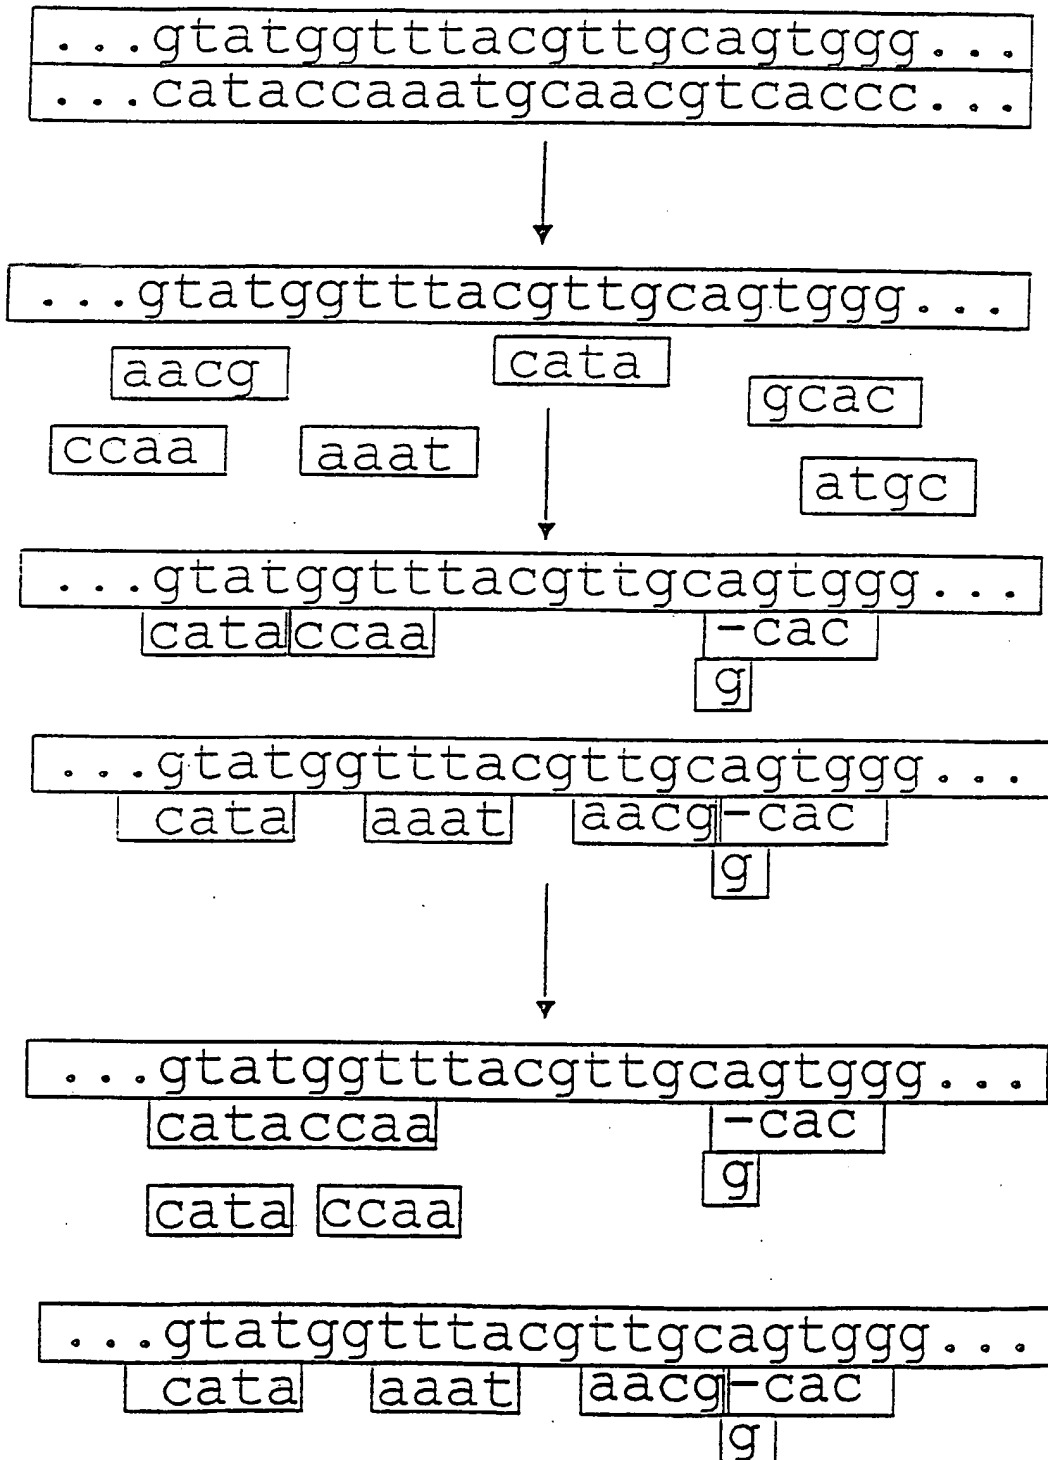 ...gtatggtttacgttgcagtggg...
...cataccaaatgcaacgtcaccc...
...gtatggtttacgttgcagtggg...
aacg cata gcac
ccaa aaat atgc
...gtatggtttacgttgcagtggg...
cata ccaa -cac
g
...gtatggtttacgttgcagtggg...
cata aaat aacg -cac
g
...gtatggtttacgttgcagtggg...
cataccaa -cac
g
cata ccaa
...gtatggtttacgttgcagtggg...
cata aaat aacg -cac
g